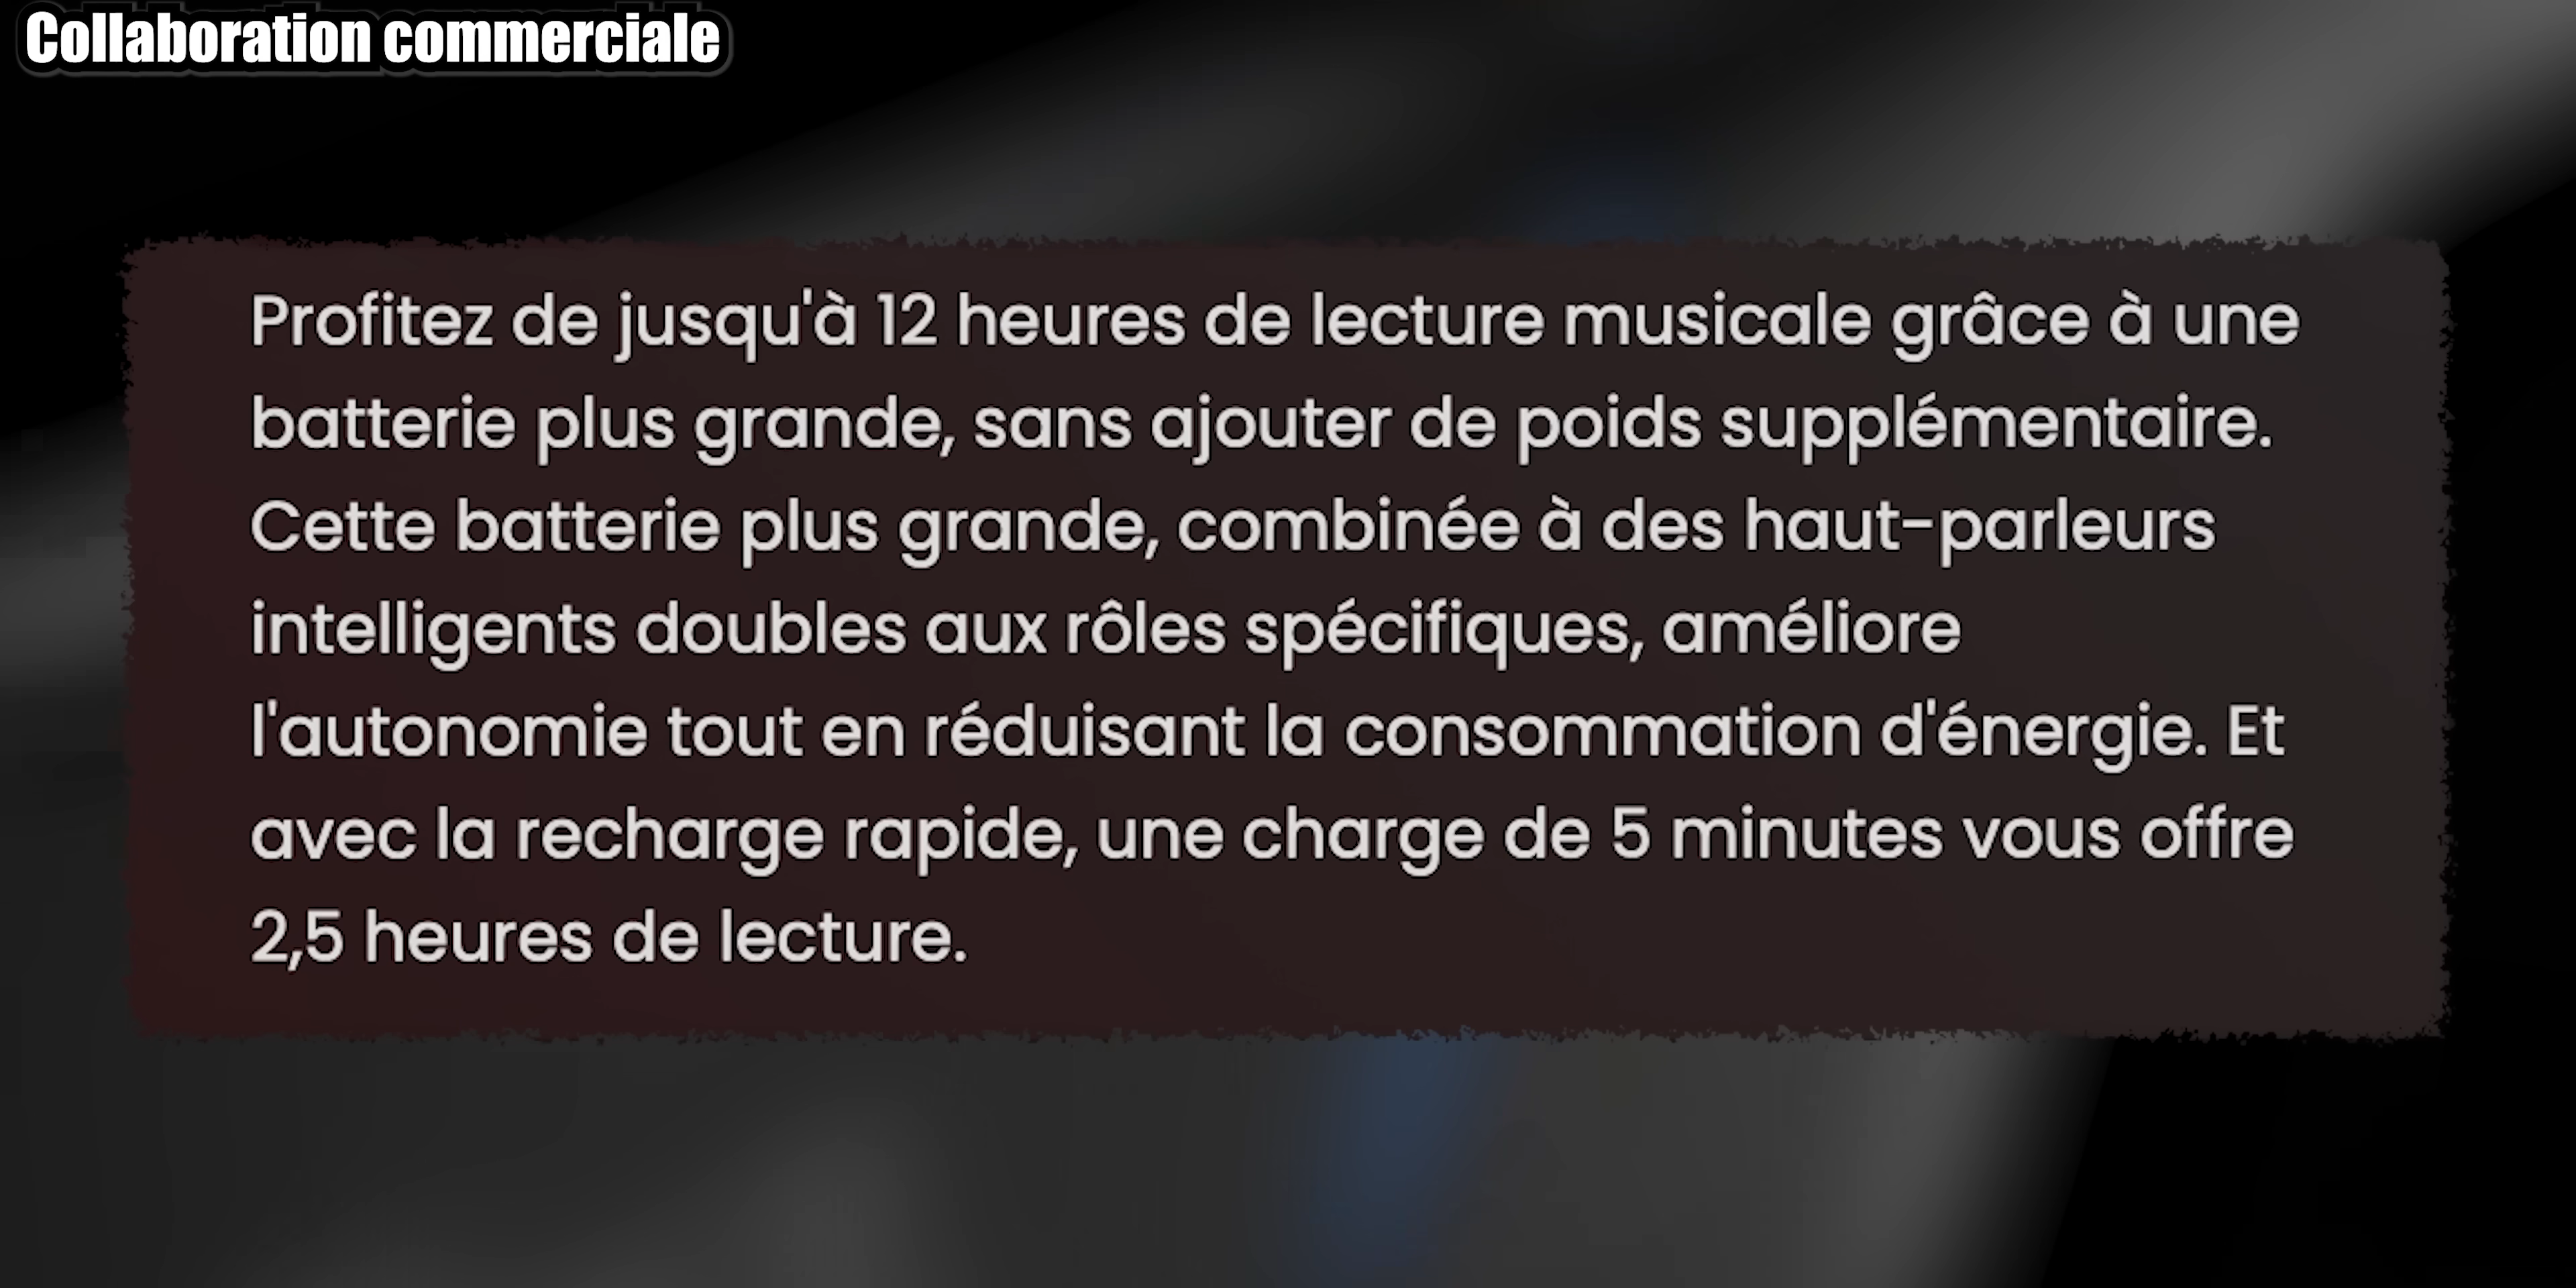 Collaboration commerciale
Profitez de jusqu'à 12 heures de lecture musicale grâce à une
batterie plus grande, sans ajouter de poids supplémentaire.
Cette batterie plus grande, combinée à des haut-parleurs
intelligents doubles aux rôles spécifiques, améliore
l'autonomie tout en réduisant la consommation d'énergie. Et
avec la recharge rapide, une charge de 5 minutes vous offre
2,5 heures de lecture.